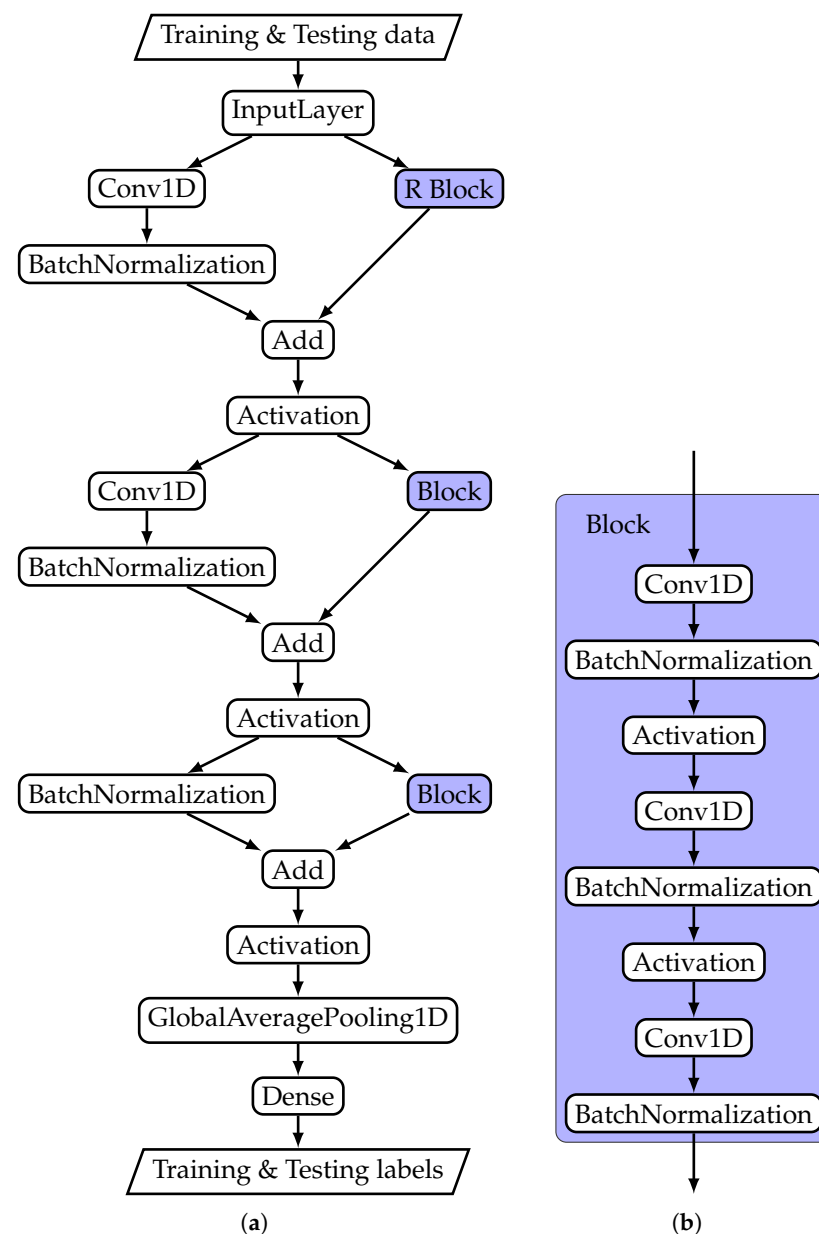 Training & Testing data
InputLayer
Conv1D
R Block
BatchNormalization
Add
Activation
Conv1D
Block
BatchNormalization
Add
Activation
BatchNormalization
Block
Add
Activation
GlobalAveragePooling1D
Dense
Training & Testing labels
(a)
Block
Conv1D
BatchNormalization
Activation
Conv1D
BatchNormalization
Activation
Conv1D
BatchNormalization
(b)